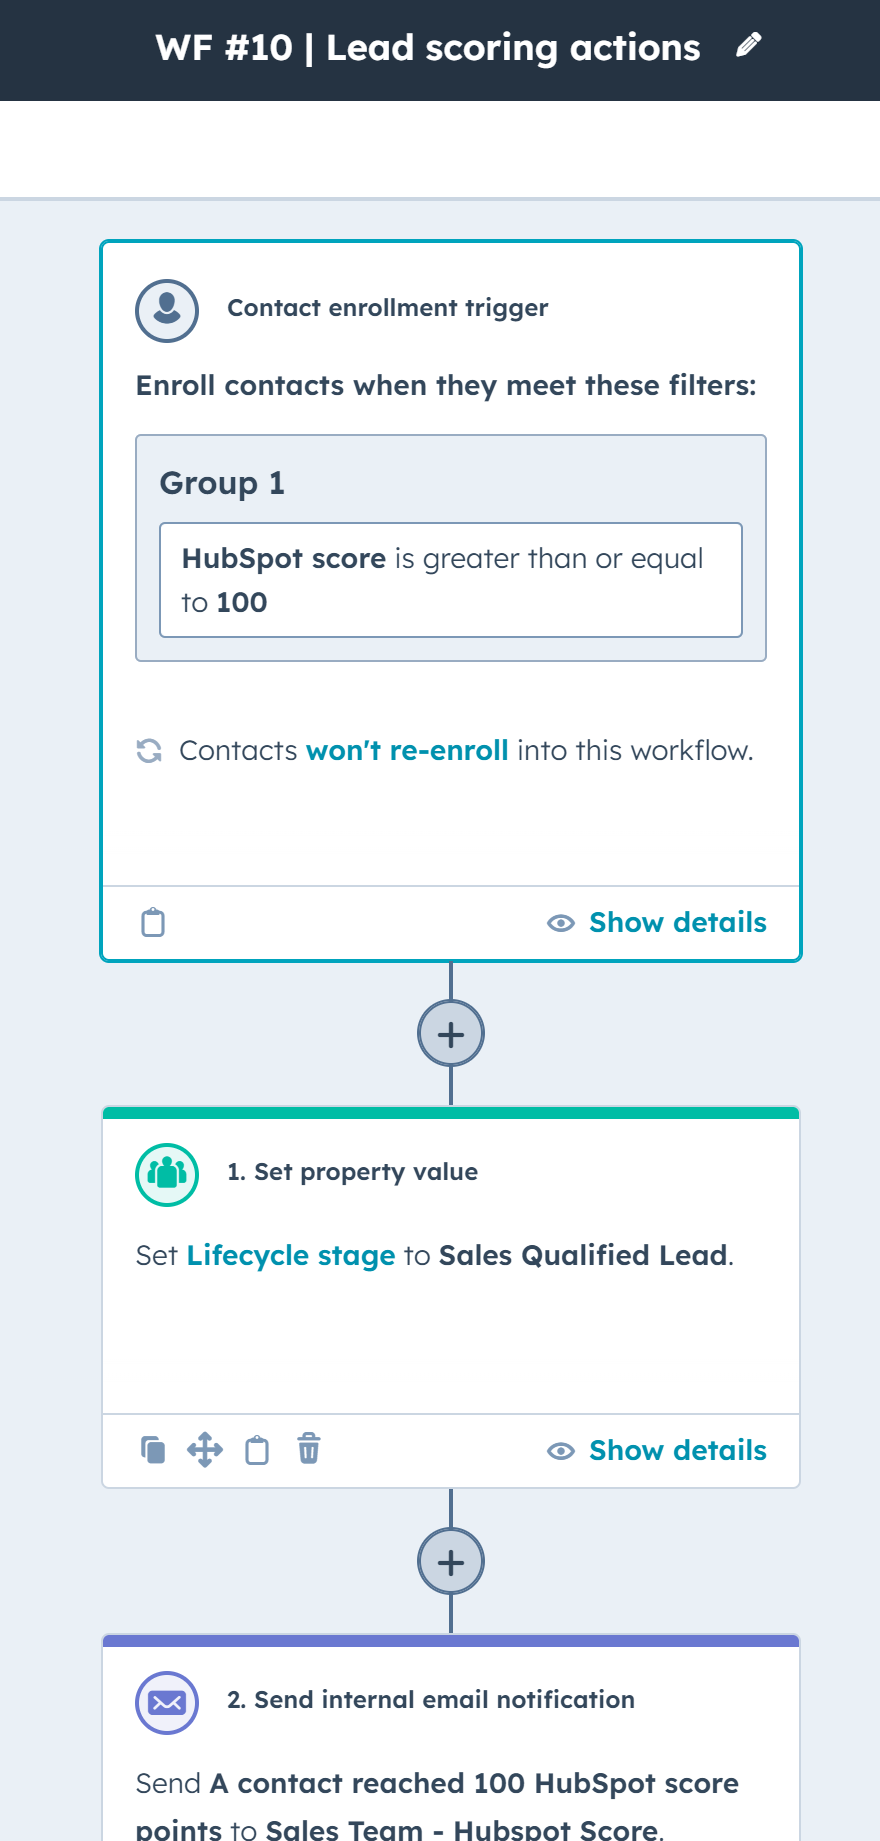 WF #10 | Lead scoring actions
Contact enrollment trigger
Enroll contacts when they meet these filters:
Group 1
HubSpot score is greater than or equal
to 100
Contacts won't re-enroll into this workflow.
Show details
1. Set property value
Set Lifecycle stage to Sales Qualified Lead.
Show details
2. Send internal email notification
Send A contact reached 100 HubSpot score
points to Sales Team - Hubspot Score.